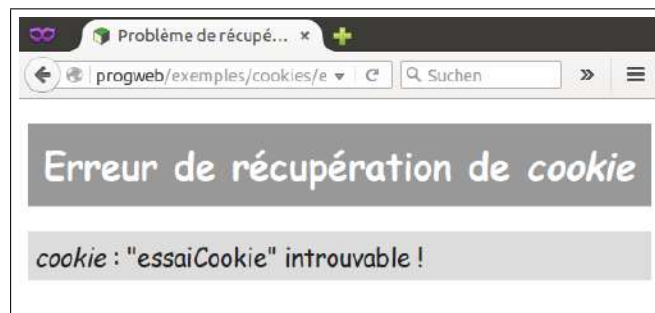 Problème de récupé...
progweb/exemples/cookies/e
Suchen
Erreur de récupération de cookie
cookie : "essaiCookie" introuvable !